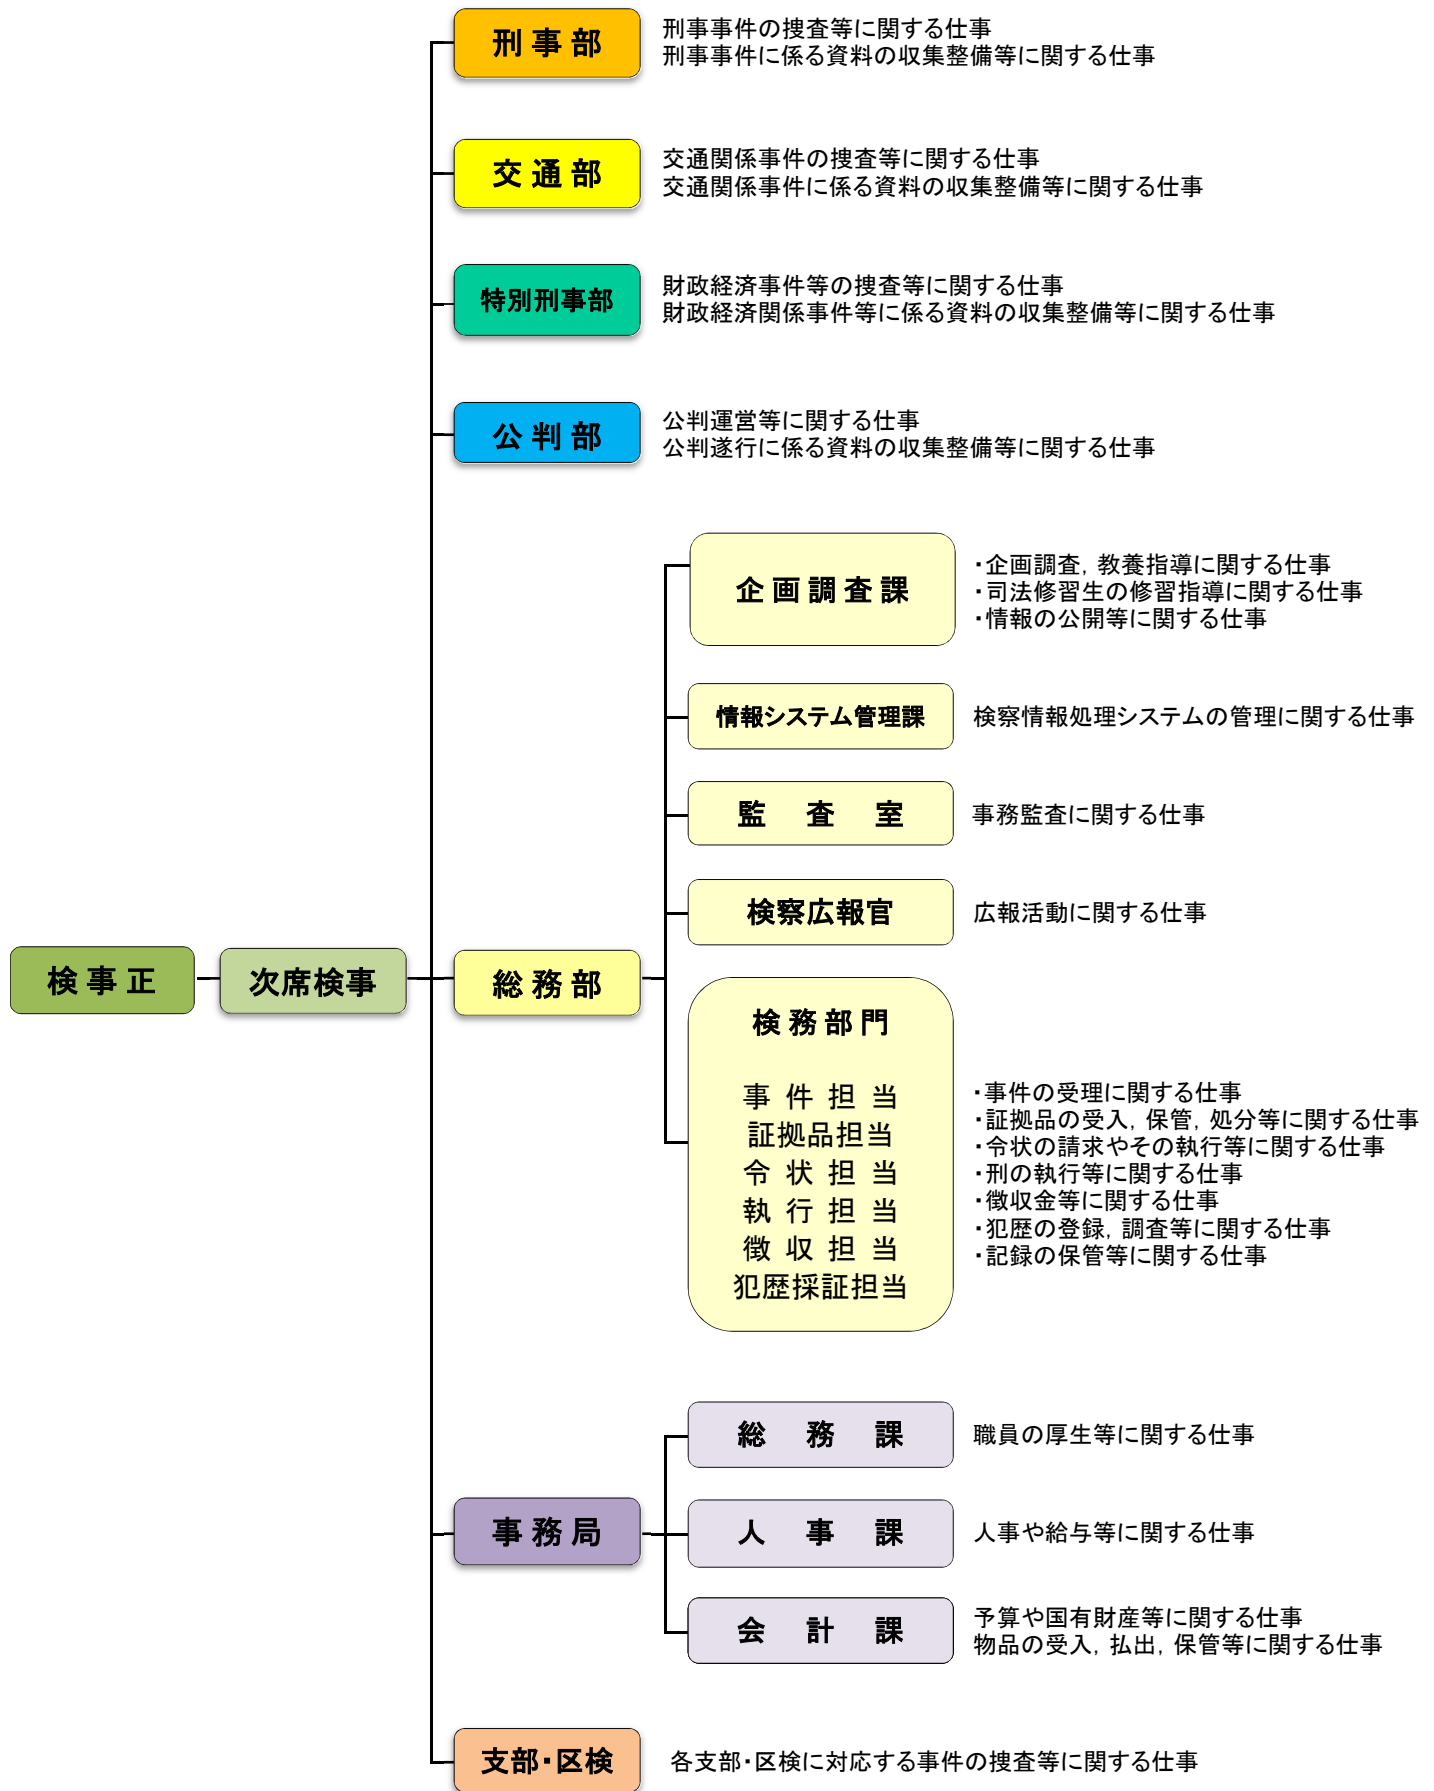 刑事部
刑事事件の捜査等に関する仕事
刑事事件に係る資料の収集整備等に関する仕事
交通部
交通関係事件の捜査等に関する仕事
交通関係事件に係る資料の収集整備等に関する仕事
特別刑事部
財政経済事件等の捜査等に関する仕事
財政経済関係事件等に係る資料の収集整備等に関する仕事
公判部
公判運営等に関する仕事
公判遂行に係る資料の収集整備等に関する仕事
企画調査課
・企画調査，教養指導に関する仕事
・司法修習生の修習指導に関する仕事
・情報の公開等に関する仕事
情報システム管理課
検察情報処理システムの管理に関する仕事
監査室
事務監査に関する仕事
検察広報官
広報活動に関する仕事
検事正
次席検事
総務部
検務部門
事件担当
証拠品担当
令状担当
執行担当
徴収担当
犯歴採証担当
・事件の受理に関する仕事
・証拠品の受入，保管，処分等に関する仕事
・令状の請求やその執行等に関する仕事
・刑の執行等に関する仕事
・徴収金等に関する仕事
・犯歴の登録，調査等に関する仕事
・記録の保管等に関する仕事
総務課
職員の厚生等に関する仕事
事務局
人事課
人事や給与等に関する仕事
会計課
予算や国有財産等に関する仕事
物品の受入，払出，保管等に関する仕事
支部・区検
各支部・区検に対応する事件の捜査等に関する仕事